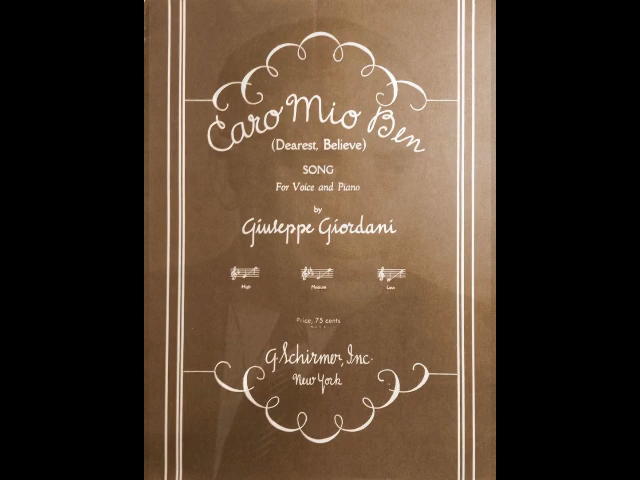 Caro Mio Ben
(Dearest, Believe)
SONG
For Voice and Piano
by
Giuseppe Giordani
High Medium Low
Price, 75 cents
G. Schirmer, Inc.
New York